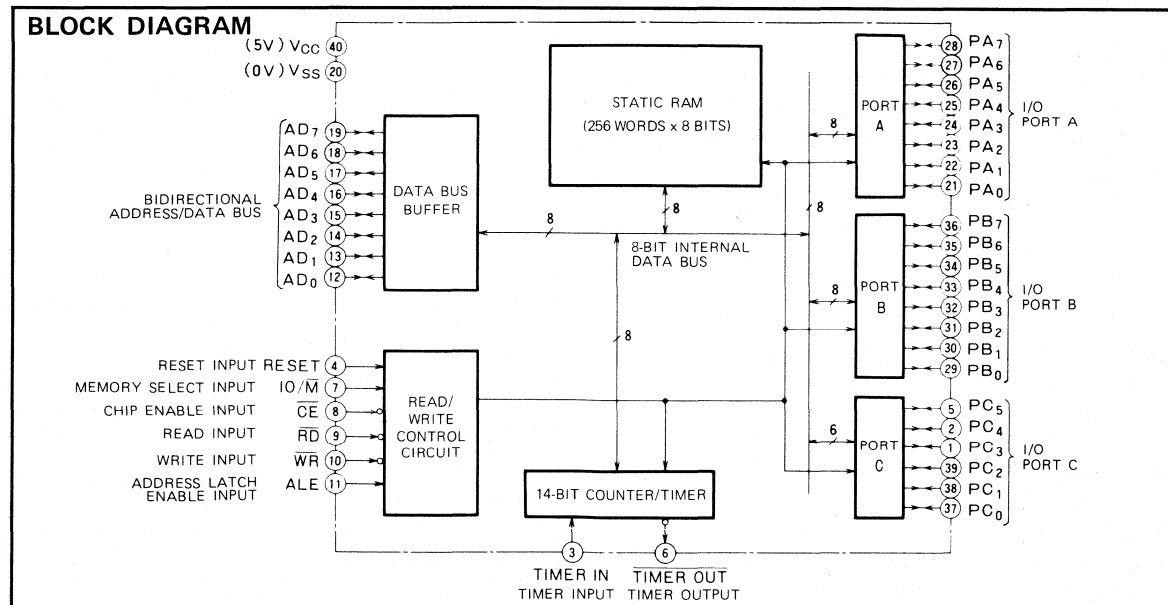 BLOCK DIAGRAM
(5V) VCC 40
(0V) VSS 20
BIDIRECTIONAL
ADDRESS/DATA BUS
AD7 19
AD6 18
AD5 17
AD4 16
AD3 15
AD2 14
AD1 13
AD0 12
DATA BUS
BUFFER
STATIC RAM
(256 WORDS x 8 BITS)
8
8
8-BIT INTERNAL
DATA BUS
8
8
PORT
A
8
28 PA7
27 PA6
26 PA5
25 PA4
24 PA3
23 PA2
22 PA1
21 PA0
I/O
PORT A
PORT
B
8
36 PB7
35 PB6
34 PB5
33 PB4
32 PB3
31 PB2
30 PB1
29 PB0
I/O
PORT B
PORT
C
6
5 PC5
2 PC4
1 PC3
39 PC2
38 PC1
37 PC0
I/O
PORT C
RESET INPUT RESET 4
MEMORY SELECT INPUT IO/M̅ 7
CHIP ENABLE INPUT C̅E̅ 8
READ INPUT R̅D̅ 9
WRITE INPUT W̅R̅ 10
ADDRESS LATCH
ENABLE INPUT ALE 11
READ/
WRITE
CONTROL
CIRCUIT
14-BIT COUNTER/TIMER
3
TIMER IN
TIMER INPUT
6
T̅I̅M̅E̅R̅ O̅U̅T̅
TIMER OUTPUT